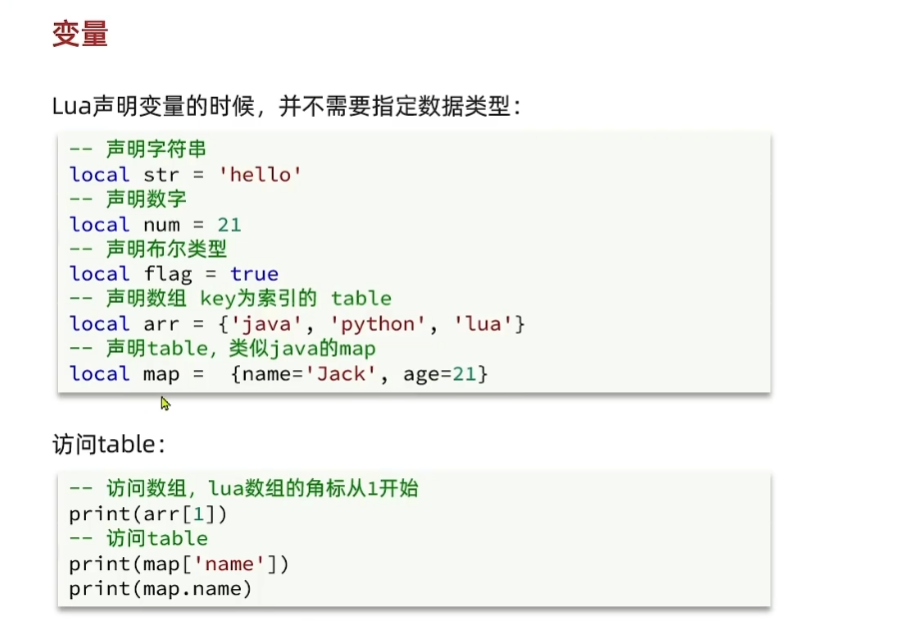 变量
Lua声明变量的时候，并不需要指定数据类型：
-- 声明字符串
local str = 'hello'
-- 声明数字
local num = 21
-- 声明布尔类型
local flag = true
-- 声明数组 key为索引的 table
local arr = {'java', 'python', 'lua'}
-- 声明table，类似java的map
local map =  {name='Jack', age=21}
访问table：
-- 访问数组，lua数组的角标从1开始
print(arr[1])
-- 访问table
print(map['name'])
print(map.name)